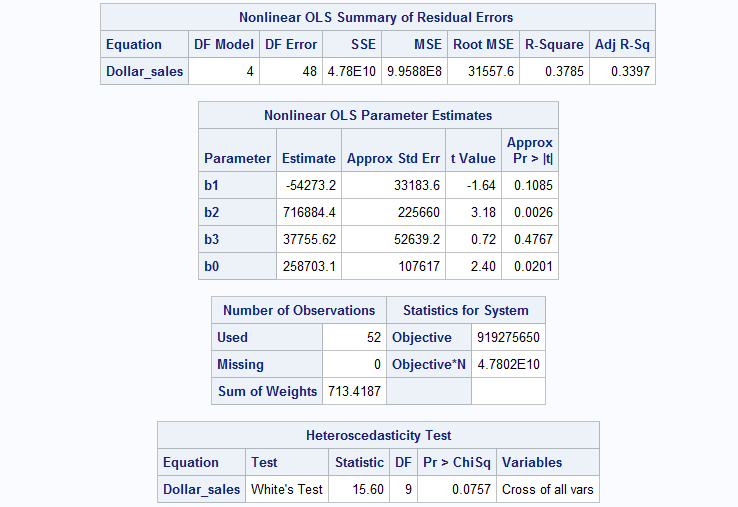 Nonlinear OLS Summary of Residual Errors
Equation DF Model DF Error SSE MSE Root MSE R-Square Adj R-Sq
Dollar_sales 4 48 4.78E10 9.9588E8 31557.6 0.3785 0.3397
Nonlinear OLS Parameter Estimates
Approx
Parameter Estimate Approx Std Err t Value Pr > |t|
b1 -54273.2 33183.6 -1.64 0.1085
b2 716884.4 225660 3.18 0.0026
b3 37755.62 52639.2 0.72 0.4767
b0 258703.1 107617 2.40 0.0201
Number of Observations Statistics for System
Used 52 Objective 919275650
Missing 0 Objective*N 4.7802E10
Sum of Weights 713.4187
Heteroscedasticity Test
Equation Test Statistic DF Pr > ChiSq Variables
Dollar_sales White's Test 15.60 9 0.0757 Cross of all vars